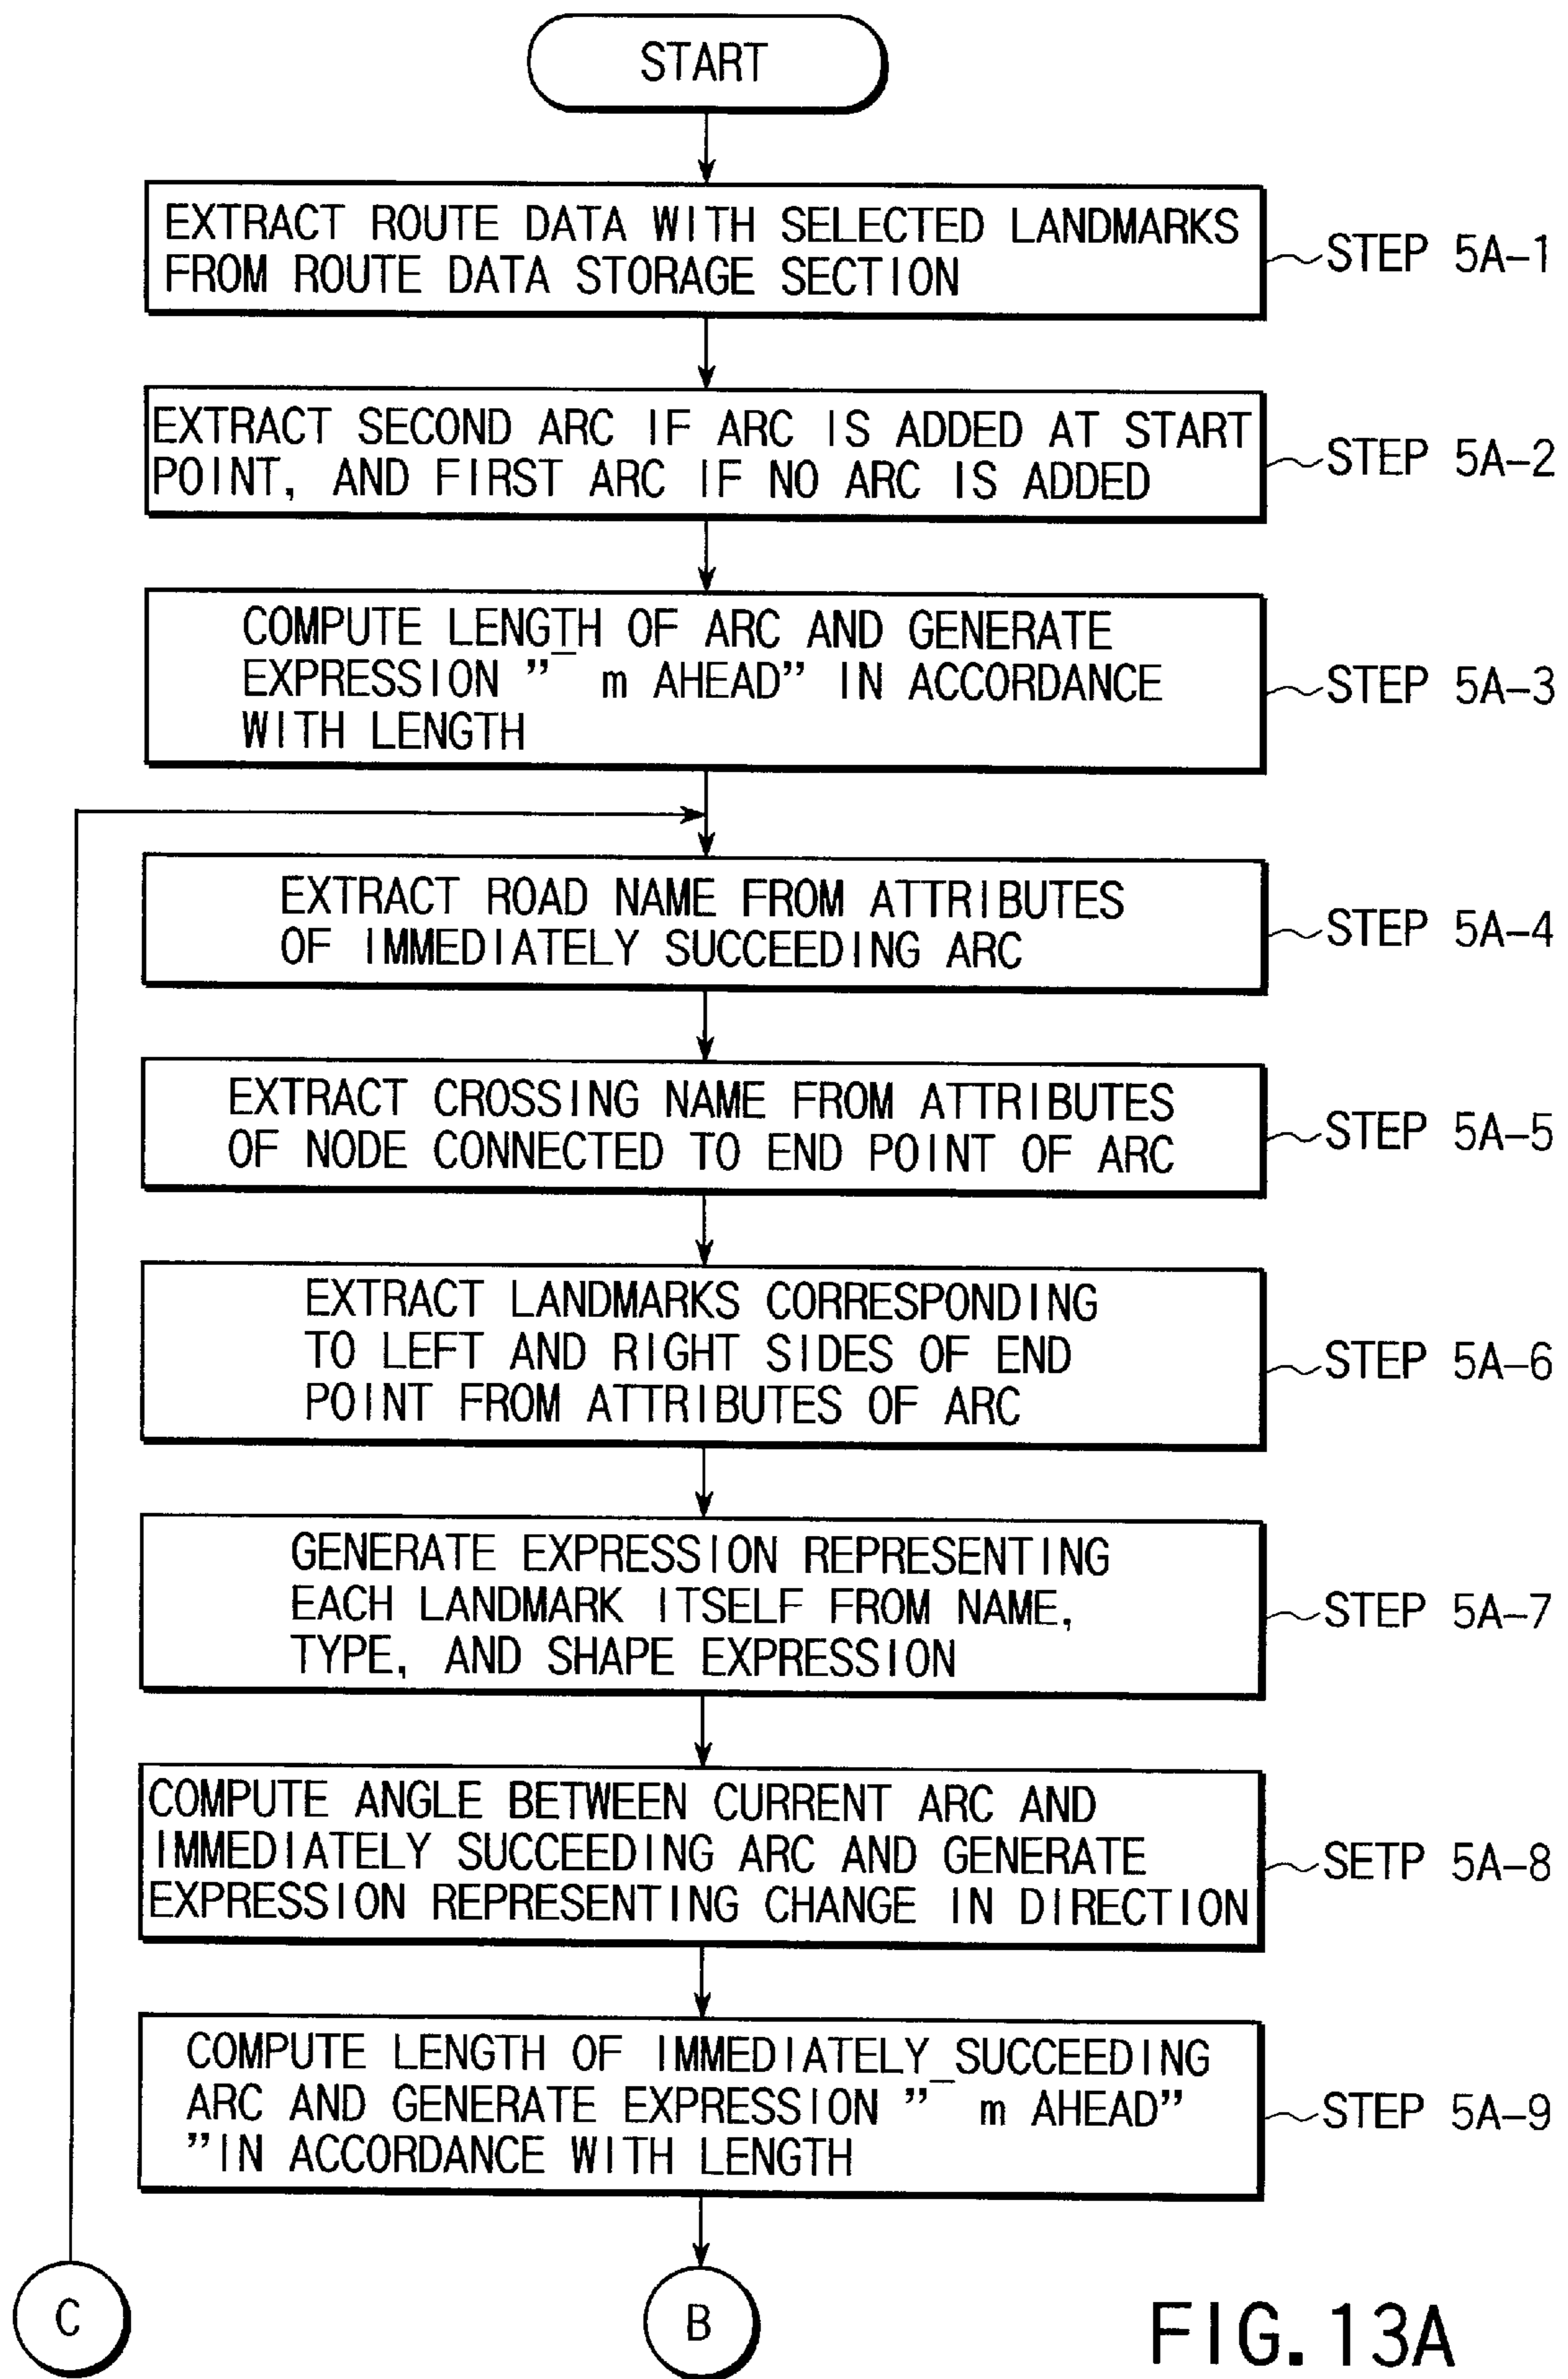 START
EXTRACT ROUTE DATA WITH SELECTED LANDMARKS
FROM ROUTE DATA STORAGE SECTION
STEP 5A-1
EXTRACT SECOND ARC IF ARC IS ADDED AT START
POINT, AND FIRST ARC IF NO ARC IS ADDED
STEP 5A-2
COMPUTE LENGTH OF ARC AND GENERATE
EXPRESSION ”¯ m AHEAD” IN ACCORDANCE
WITH LENGTH
STEP 5A-3
EXTRACT ROAD NAME FROM ATTRIBUTES
OF IMMEDIATELY SUCCEEDING ARC
STEP 5A-4
EXTRACT CROSSING NAME FROM ATTRIBUTES
OF NODE CONNECTED TO END POINT OF ARC
STEP 5A-5
EXTRACT LANDMARKS CORRESPONDING
TO LEFT AND RIGHT SIDES OF END
POINT FROM ATTRIBUTES OF ARC
STEP 5A-6
GENERATE EXPRESSION REPRESENTING
EACH LANDMARK ITSELF FROM NAME,
TYPE, AND SHAPE EXPRESSION
STEP 5A-7
COMPUTE ANGLE BETWEEN CURRENT ARC AND
IMMEDIATELY SUCCEEDING ARC AND GENERATE
EXPRESSION REPRESENTING CHANGE IN DIRECTION
SETP 5A-8
COMPUTE LENGTH OF IMMEDIATELY SUCCEEDING
ARC AND GENERATE EXPRESSION ”¯ m AHEAD”
”IN ACCORDANCE WITH LENGTH
STEP 5A-9
C
B
FIG. 13A